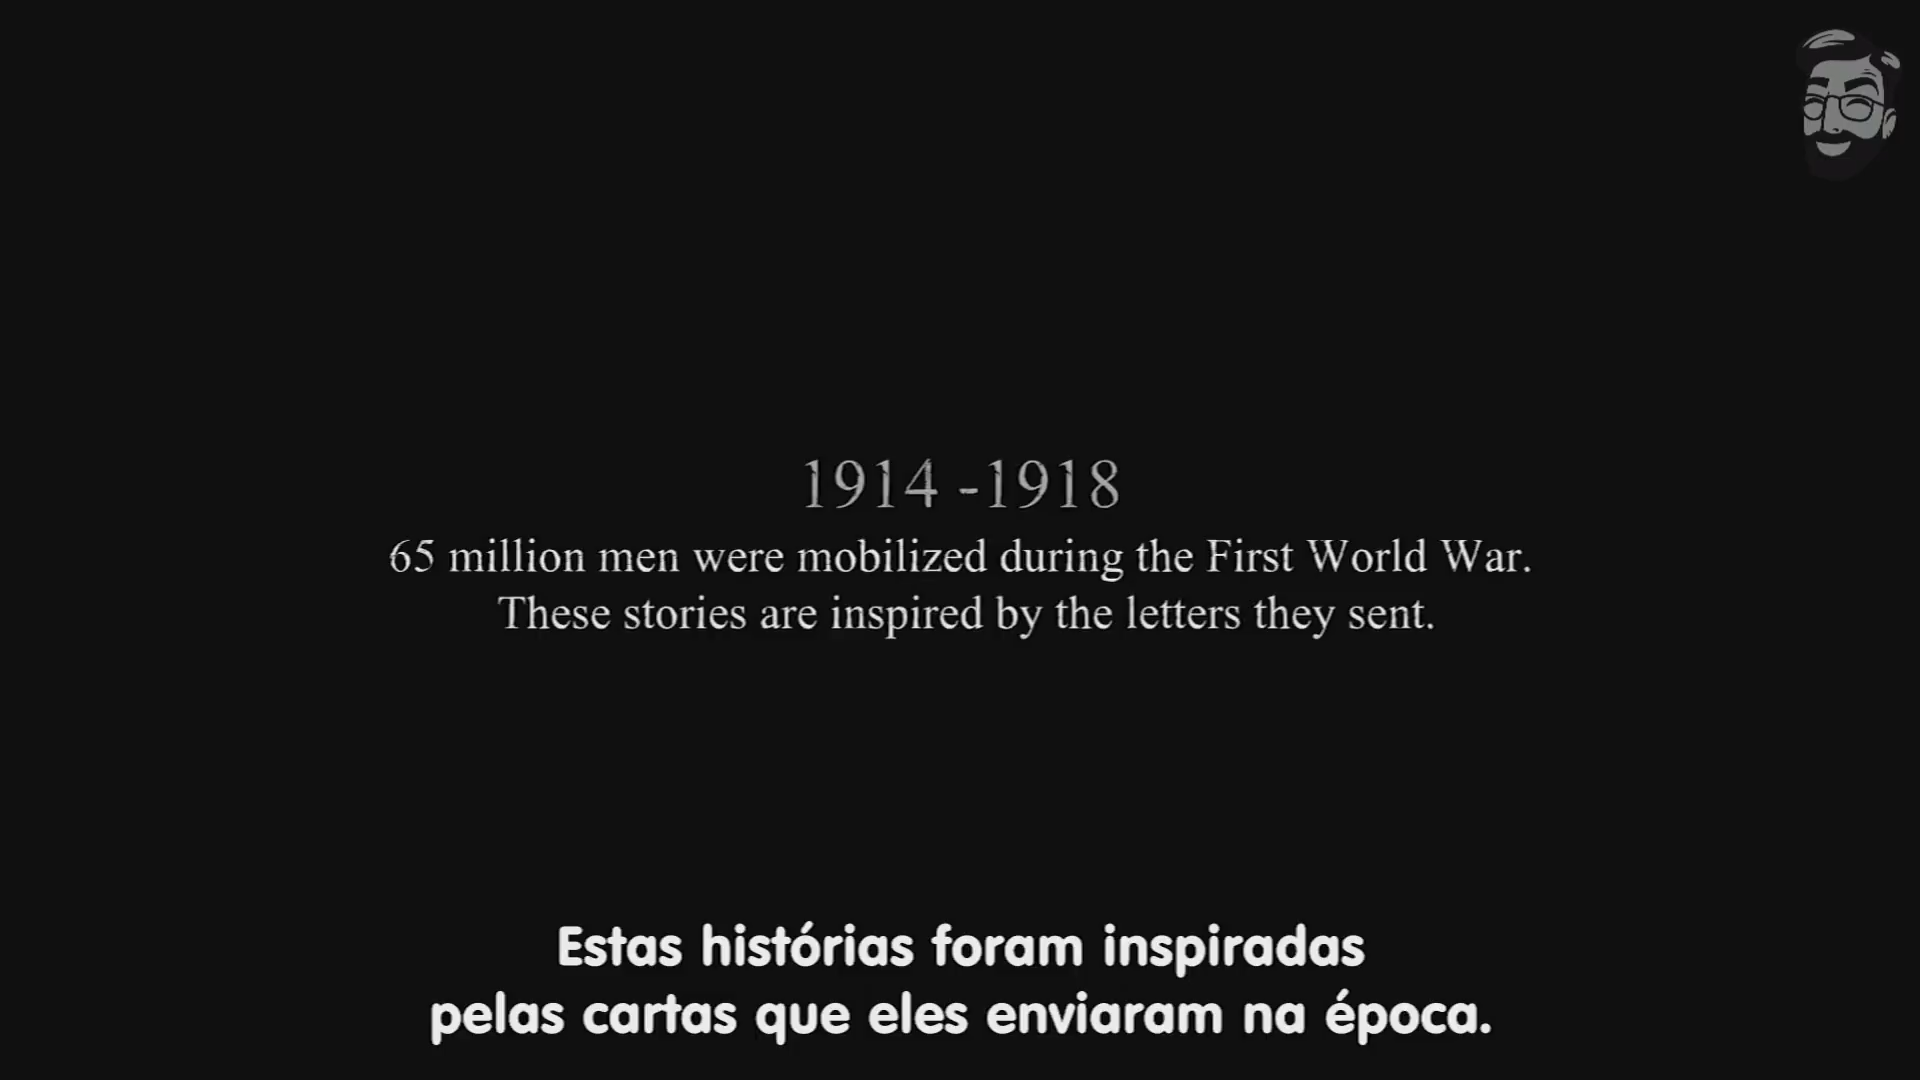 1914 -1918
65 million men were mobilized during the First World War.
These stories are inspired by the letters they sent.
Estas histórias foram inspiradas
pelas cartas que eles enviaram na época.